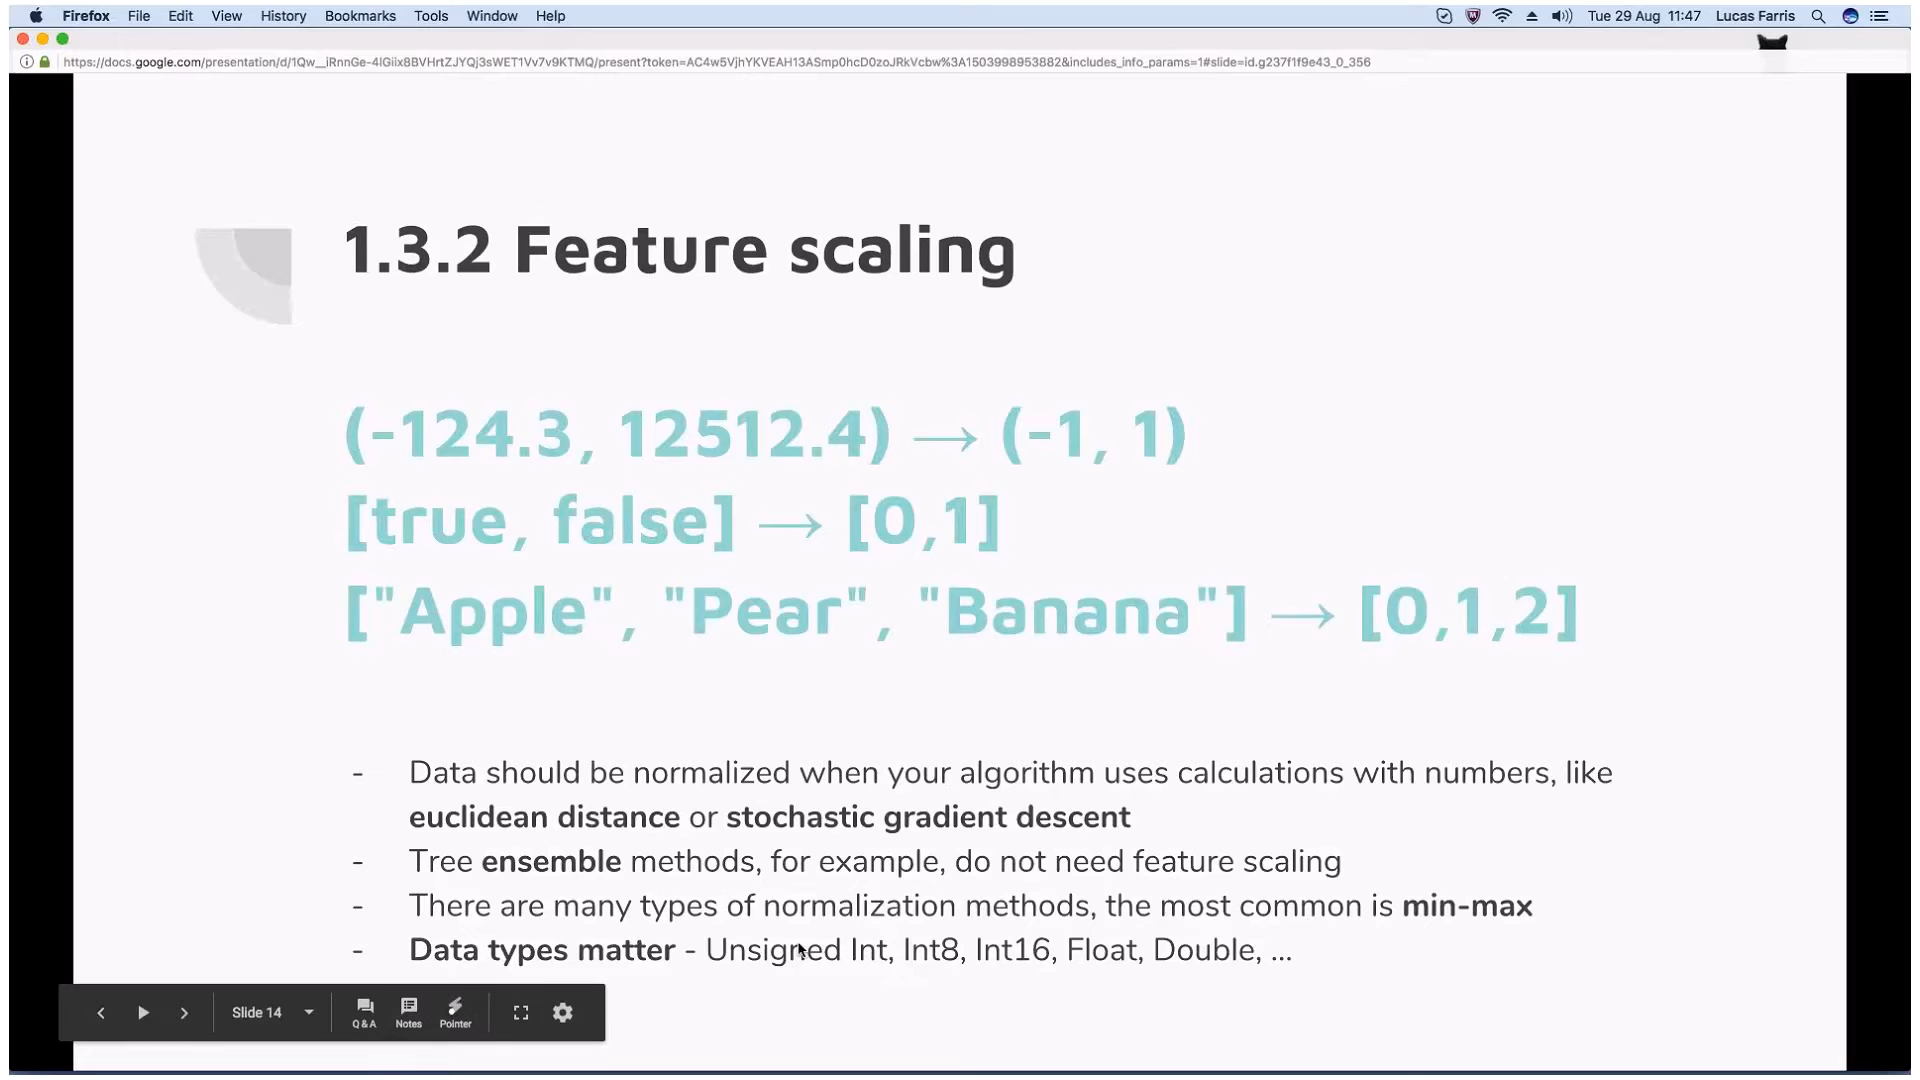 Firefox File Edit View History Bookmarks Tools Window Help Tue 29 Aug 11:47 Lucas Farris
https://docs.google.com/presentation/d/1Qw__iRnnGe-4lGiix8BVHrtZJYQj3sWET1Vv7v9KTMQ/present?token=AC4w5VjhYKVEAH13ASmp0hcD0zoJRkVcbw%3A1503998953882&includes_info_params=1#slide=id.g237f1f9e43_0_356
1.3.2 Feature scaling
(-124.3, 12512.4) → (-1, 1)
[true, false] → [0,1]
["Apple", "Pear", "Banana"] → [0,1,2]
- Data should be normalized when your algorithm uses calculations with numbers, like
euclidean distance or stochastic gradient descent
- Tree ensemble methods, for example, do not need feature scaling
- There are many types of normalization methods, the most common is min-max
- Data types matter - Unsigned Int, Int8, Int16, Float, Double, ...
Slide 14 Q & A Notes Pointer